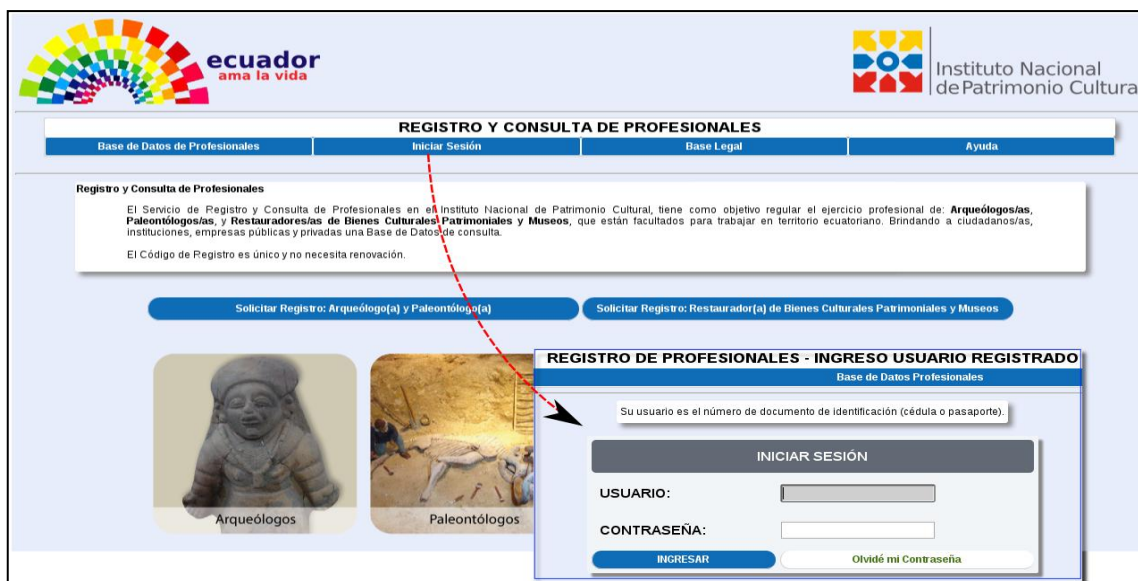 ecuador
ama la vida
Instituto Nacional
de Patrimonio Cultura
REGISTRO Y CONSULTA DE PROFESIONALES
Base de Datos de Profesionales
Iniciar Sesión
Base Legal
Ayuda
Registro y Consulta de Profesionales
El Servicio de Registro y Consulta de Profesionales en el Instituto Nacional de Patrimonio Cultural, tiene como objetivo regular el ejercicio profesional de: Arqueólogos/as,
Paleontólogos/as, y Restauradores/as de Bienes Culturales Patrimoniales y Museos, que están facultados para trabajar en territorio ecuatoriano. Brindando a ciudadanos/as,
instituciones, empresas públicas y privadas una Base de Datos de consulta.
El Código de Registro es único y no necesita renovación.
Solicitar Registro: Arqueólogo(a) y Paleontólogo(a)
Solicitar Registro: Restaurador(a) de Bienes Culturales Patrimoniales y Museos
Arqueólogos
Paleontólogos
REGISTRO DE PROFESIONALES - INGRESO USUARIO REGISTRADO
Base de Datos Profesionales
Su usuario es el número de documento de identificación (cédula o pasaporte).
INICIAR SESIÓN
USUARIO:
CONTRASEÑA:
INGRESAR
Olvidé mi Contraseña